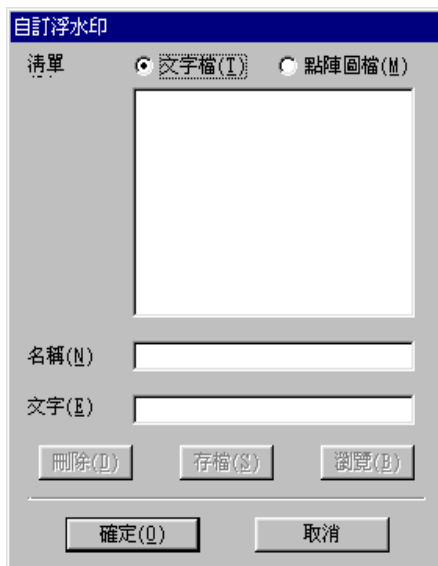 自訂浮水印
清單 文字檔(T) 點陣圖檔(M)
名稱(N)
文字(E)
刪除(D) 存檔(S) 瀏覽(B)
確定(O) 取消